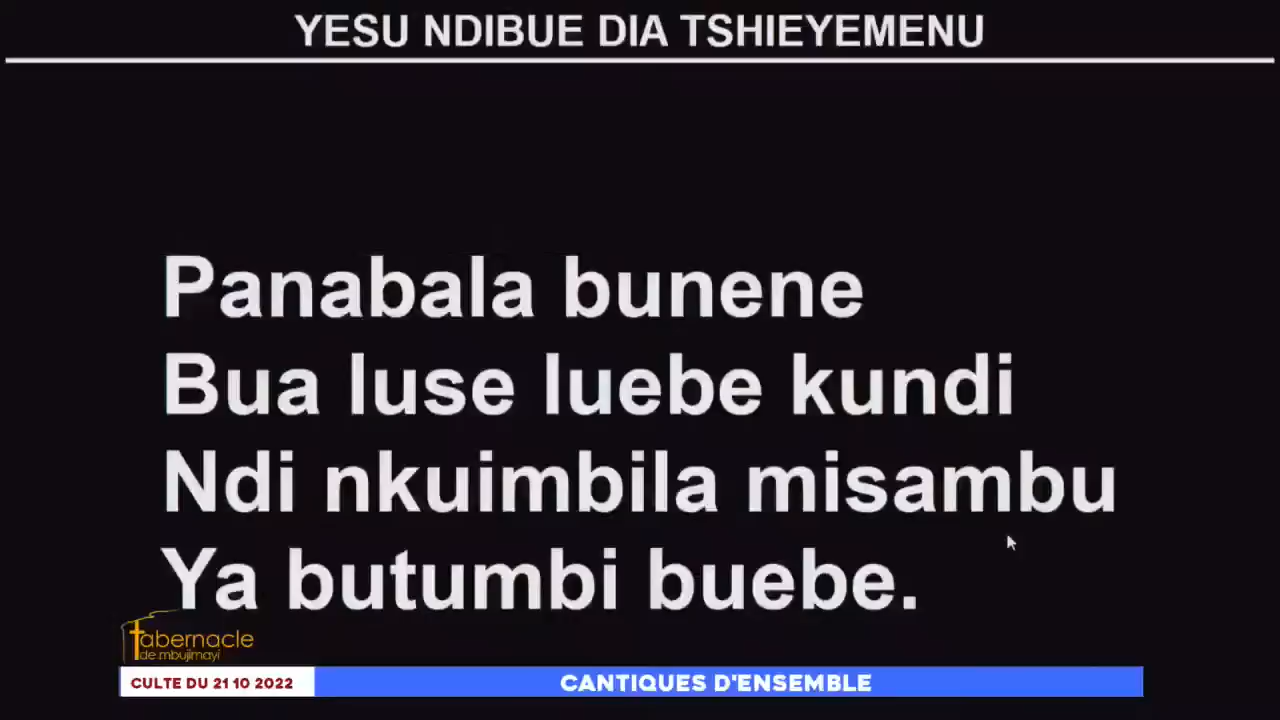 YESU NDIBUE DIA TSHIEYEMENU
Panabala bunene
Bua luse luebe kundi
Ndi nkuimbila misambu
Ya butumbi buebe.
tabernacle
de mbujimayi
CULTE DU 21 10 2022
CANTIQUES D'ENSEMBLE